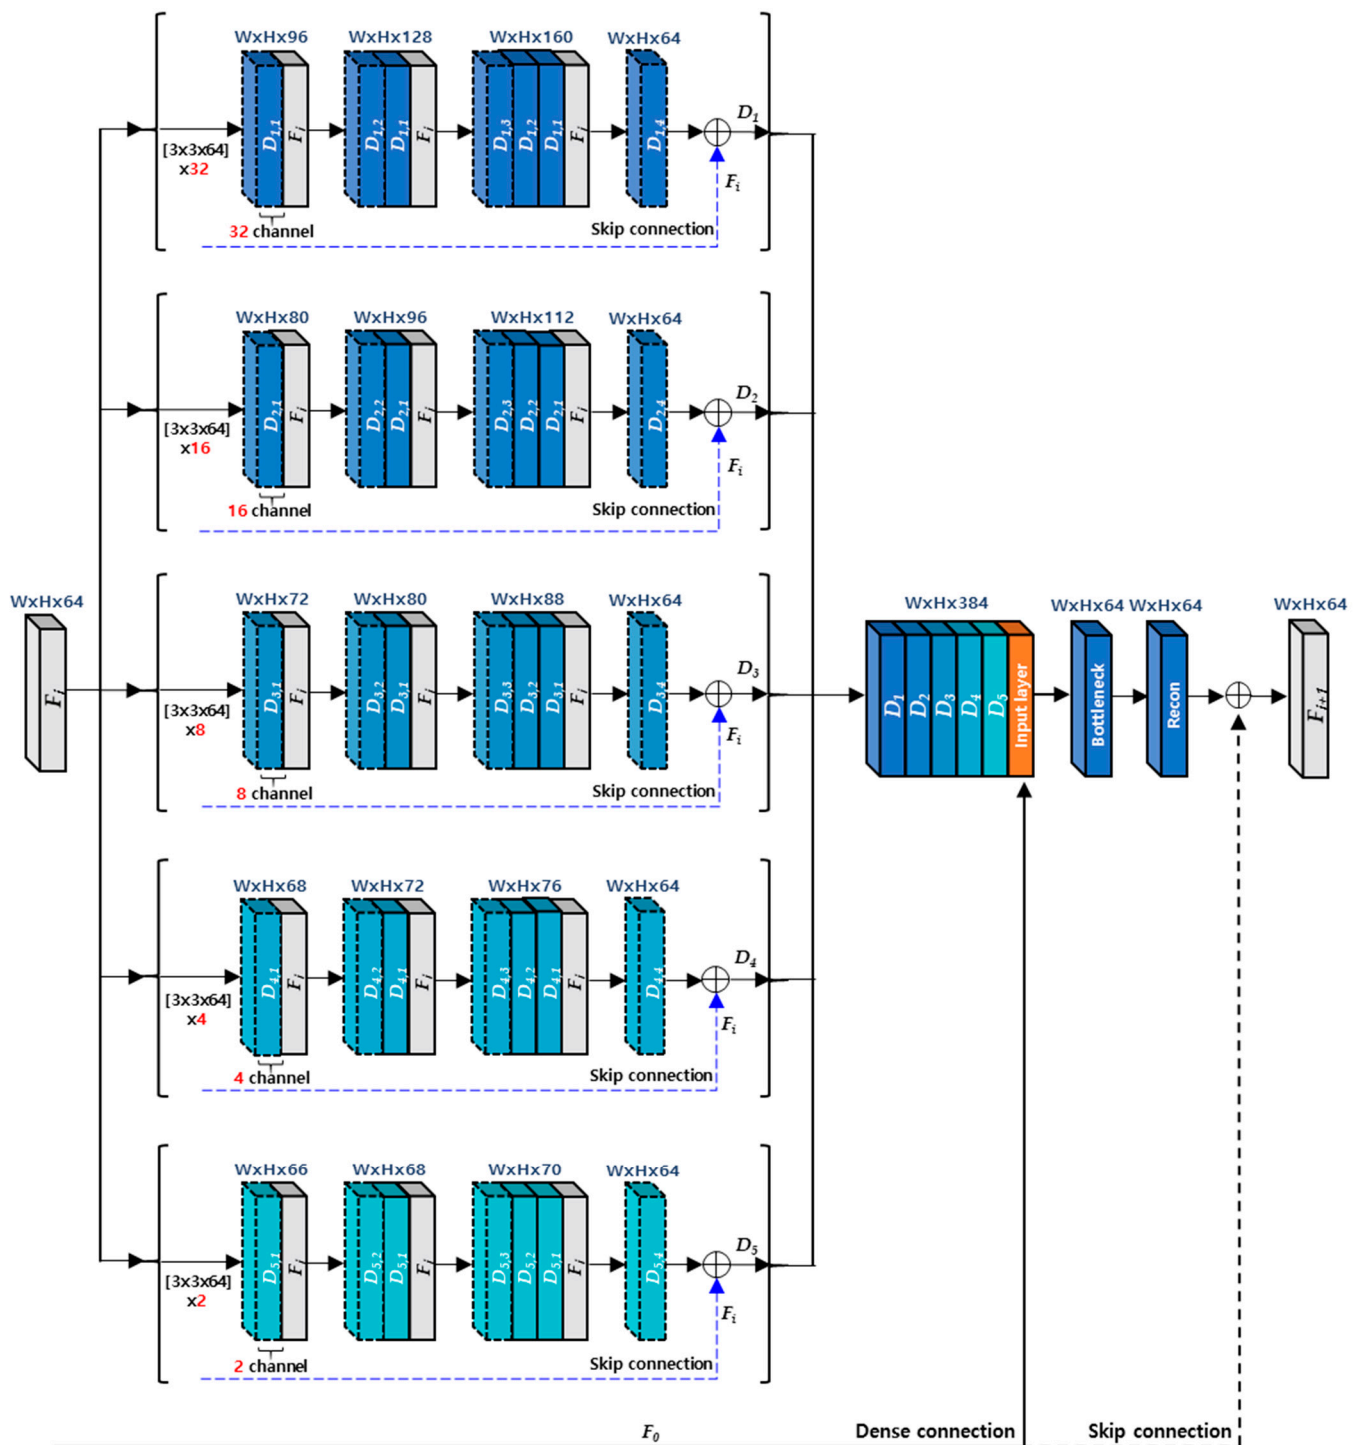 WxHx96 WxHx128 WxHx160 WxHx64
D1,1 Fi D1,2 D1,1 Fi D1,3 D1,2 D1,1 Fi D1,4 D1
[3x3x64]
x32
Fi
32 channel
Skip connection
WxHx80 WxHx96 WxHx112 WxHx64
D2,1 Fi D2,2 D2,1 Fi D2,3 D2,2 D2,1 Fi D2,4 D2
[3x3x64]
x16
Fi
16 channel
Skip connection
WxHx64
Fi
WxHx72 WxHx80 WxHx88 WxHx64
D3,1 Fi D3,2 D3,1 Fi D3,3 D3,2 D3,1 Fi D3,4 D3
[3x3x64]
x8
Fi
8 channel
Skip connection
WxHx384 WxHx64 WxHx64 WxHx64
D1 D2 D3 D4 D5 Input layer Bottleneck Recon Fi+1
WxHx68 WxHx72 WxHx76 WxHx64
D4,1 Fi D4,2 D4,1 Fi D4,3 D4,2 D4,1 Fi D4,4 D4
[3x3x64]
x4
Fi
4 channel
Skip connection
WxHx66 WxHx68 WxHx70 WxHx64
D5,1 Fi D5,2 D5,1 Fi D5,3 D5,2 D5,1 Fi D5,4 D5
[3x3x64]
x2
Fi
2 channel
Skip connection
F0 Dense connection Skip connection